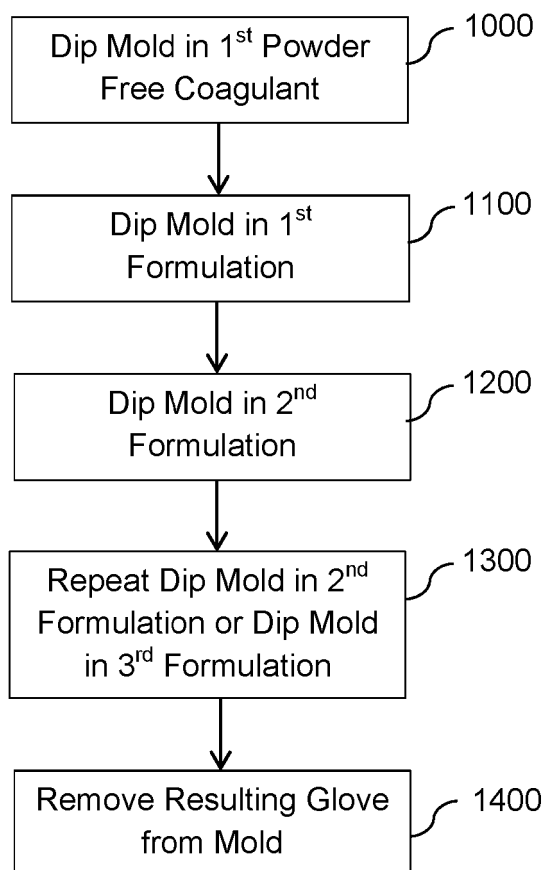 Dip Mold in 1st Powder
Free Coagulant
1000
Dip Mold in 1st
Formulation
1100
Dip Mold in 2nd
Formulation
1200
Repeat Dip Mold in 2nd
Formulation or Dip Mold
in 3rd Formulation
1300
Remove Resulting Glove
from Mold
1400